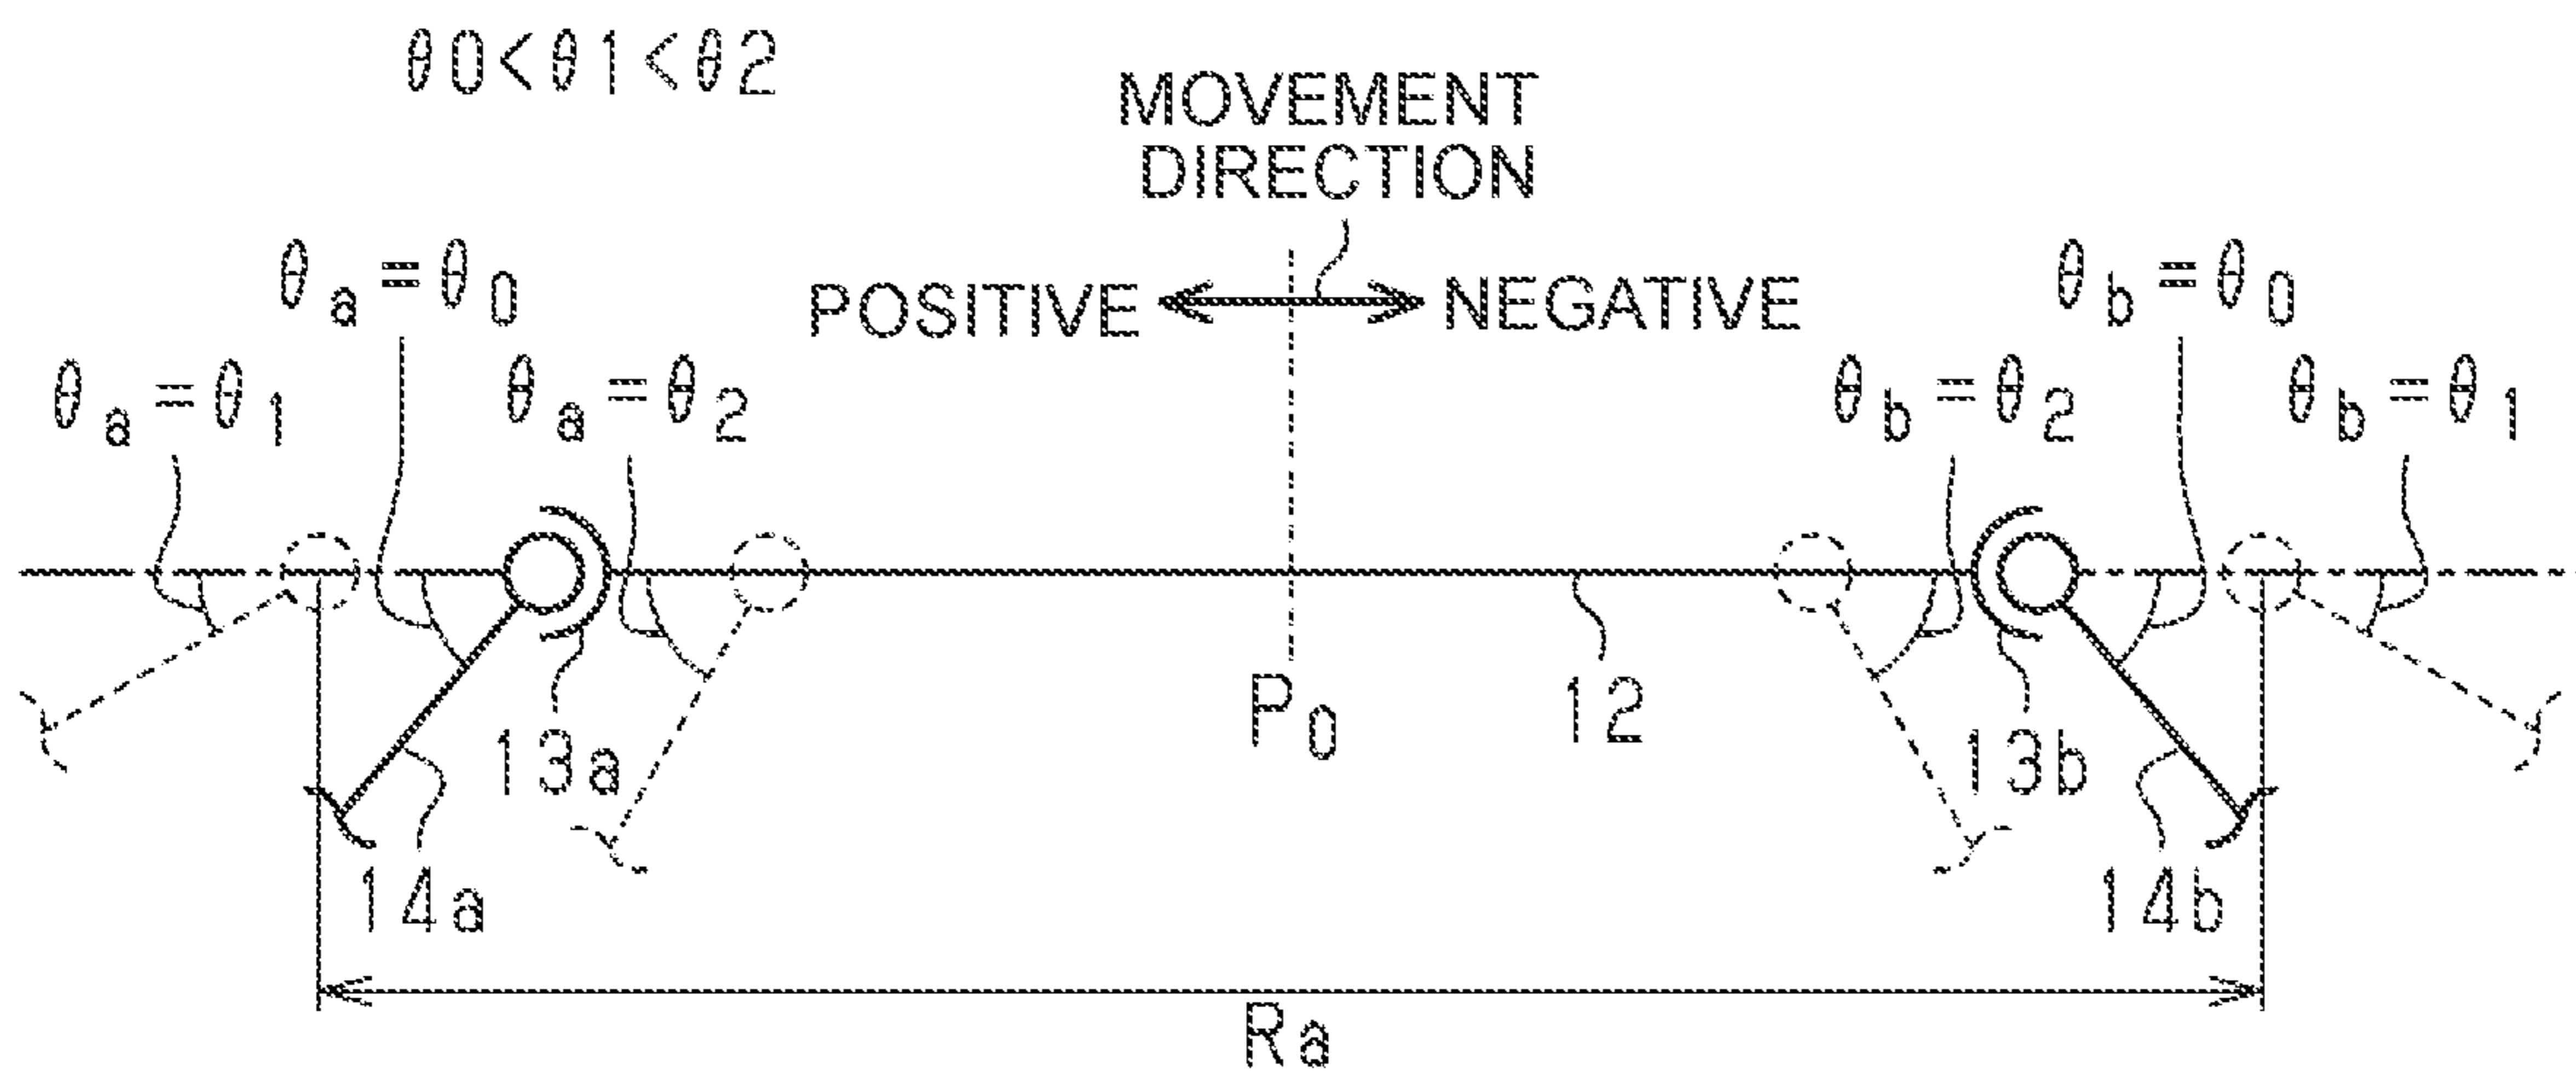 θ0<θ1<θ2
MOVEMENT
DIRECTION
POSITIVE
NEGATIVE
θa=θ0
θb=θ0
θa=θ1
θa=θ2
θb=θ2
θb=θ1
P0
12
13a
13b
14a
14b
Ra